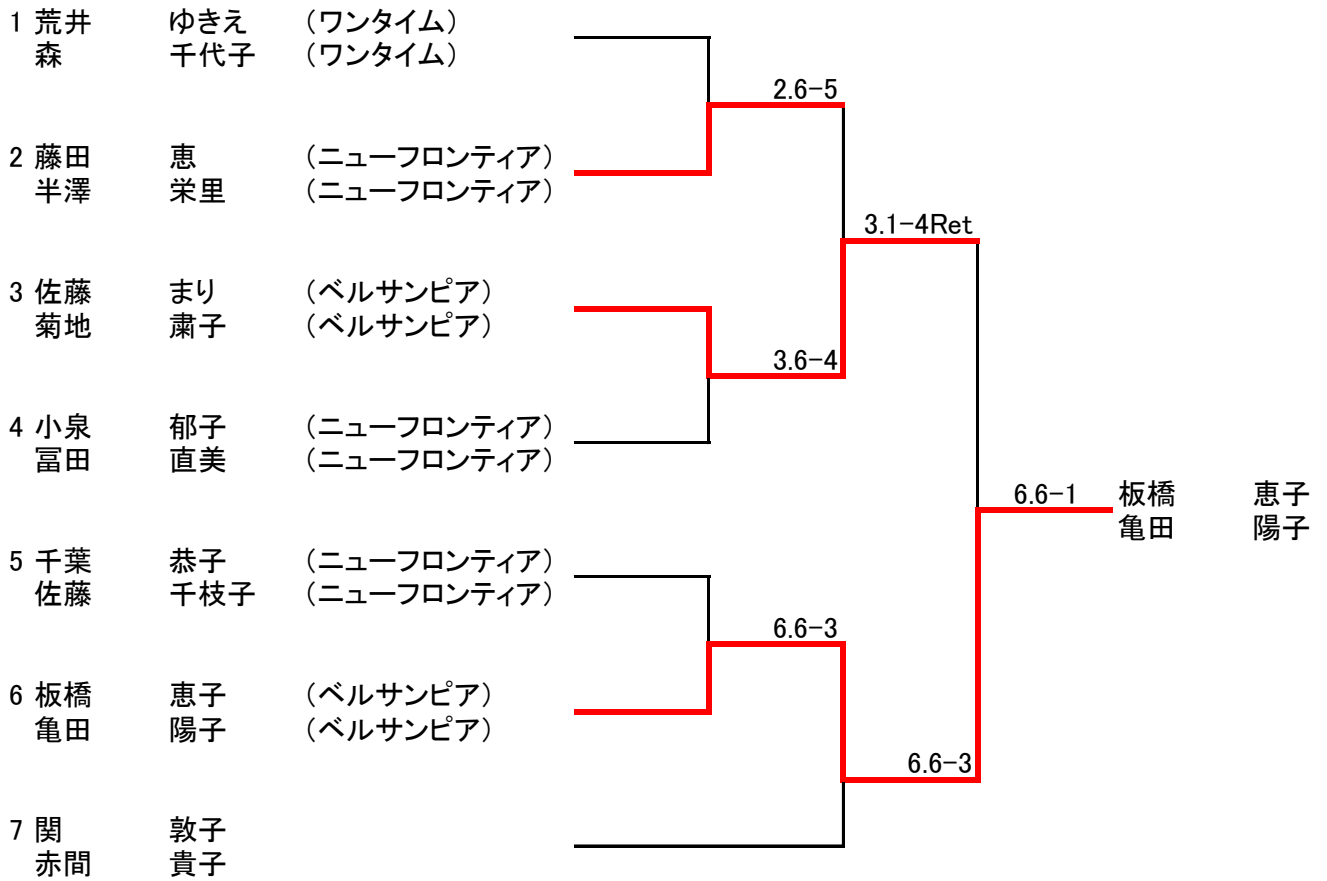 1 荒井 ゆきえ (ワンタイム)
森 千代子 (ワンタイム)
2.6-5
2 藤田 恵 (ニューフロンティア)
半澤 栄里 (ニューフロンティア)
3.1-4Ret
3 佐藤 まり (ベルサンピア)
菊地 粛子 (ベルサンピア)
3.6-4
4 小泉 郁子 (ニューフロンティア)
冨田 直美 (ニューフロンティア)
6.6-1 板橋 恵子
亀田 陽子
5 千葉 恭子 (ニューフロンティア)
佐藤 千枝子 (ニューフロンティア)
6.6-3
6 板橋 恵子 (ベルサンピア)
亀田 陽子 (ベルサンピア)
6.6-3
7 関 敦子
赤間 貴子